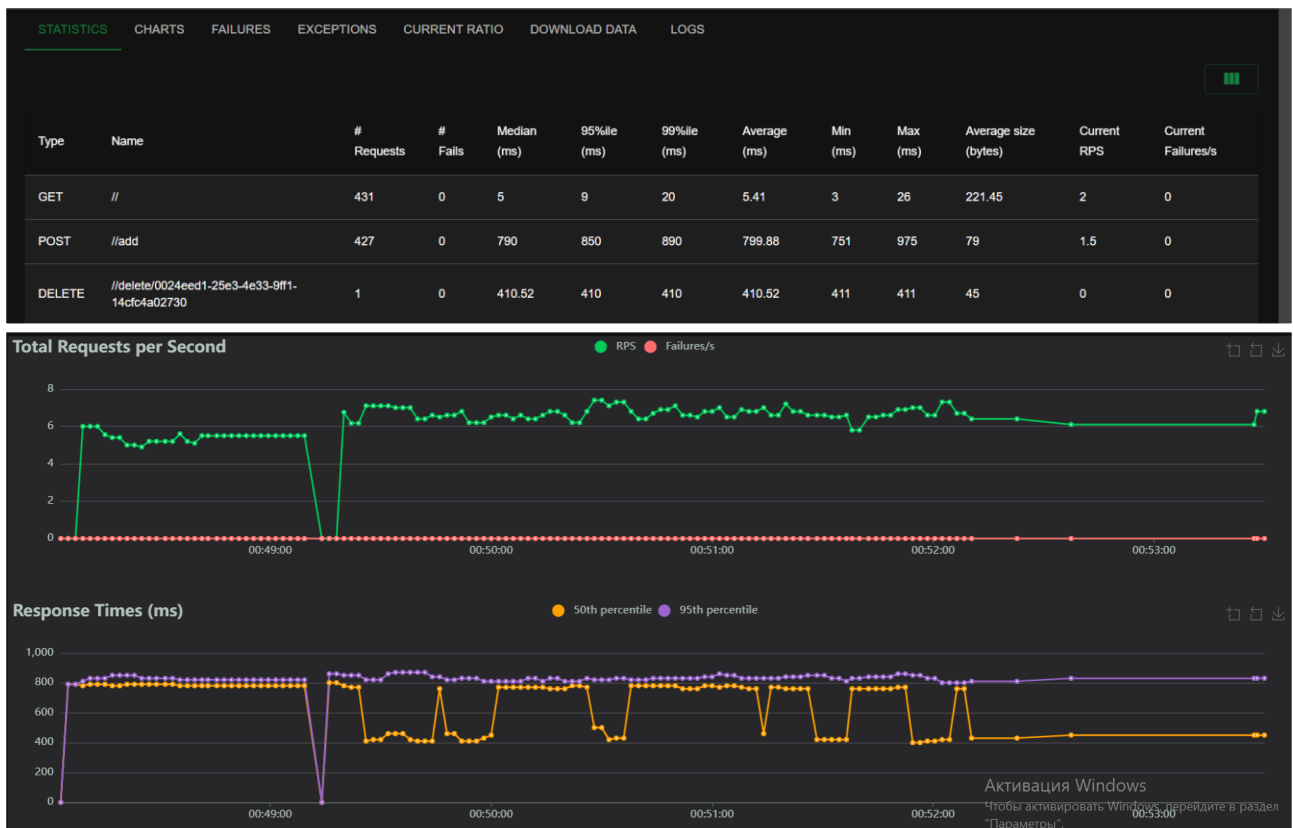 STATISTICS CHARTS FAILURES EXCEPTIONS CURRENT RATIO DOWNLOAD DATA LOGS
Type Name # Requests # Fails Median (ms) 95%ile (ms) 99%ile (ms) Average (ms) Min (ms) Max (ms) Average size (bytes) Current RPS Current Failures/s
GET // 431 0 5 9 20 5.41 3 26 221.45 2 0
POST //add 427 0 790 850 890 799.88 751 975 79 1.5 0
DELETE //delete/0024eed1-25e3-4e33-9ff1-14cfc4a02730 1 0 410.52 410 410 410.52 411 411 45 0 0
Total Requests per Second
RPS Failures/s
8
6
4
2
0
00:49:00 00:50:00 00:51:00 00:52:00 00:53:00
Response Times (ms)
50th percentile 95th percentile
1,000
800
600
400
200
0
00:49:00 00:50:00 00:51:00 00:52:00 00:53:00
Активация Windows
Чтобы активировать Windows, перейдите в раздел
"Параметры".